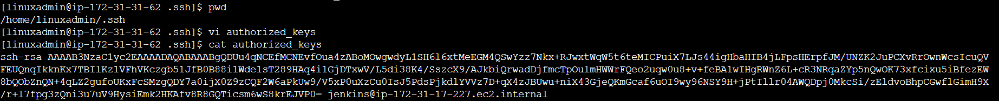 [linuxadmin@ip-172-31-31-62 .ssh]$ pwd
/home/linuxadmin/.ssh
[linuxadmin@ip-172-31-31-62 .ssh]$ vi authorized_keys
[linuxadmin@ip-172-31-31-62 .ssh]$ cat authorized_keys
ssh-rsa AAAAB3NzaC1yc2EAAAADAQABAAABgQDUu4qNCEfMCNEvfOua4zABoMOwgwdyL1SH6l6xtMeEGM4QSwYzz7Nkx+RJwxtWqW5t6teMICPuiX7LJs44igHbaHIB4jLFpsHErpfJM/UNZK2JuPCXvRrOwnWcsIcuQV
FEUQnqIkknKx7TBIlKz1VFhVKczgb51JfB0B88i1Wde1sT289HAq4i1GjDTxwV/L5di38K4/SszcX9/AJkbiQrwadDjfmcTpOulmHWWrFQeo2uqw0u8+v+feBA1wIHgRWnZ6L+cR3NRqaZYp5nQwOK73xfcixu5iBfezEW
8bQObZnQN+4qLZ2gufoUKxFcSMzgQDY7a0ijX0Z9zCQF2W6aPkUw9/V5xP0uXzCu0IsJ5PdsPjkdlYVVz7D+qX4zJBUwu+niX43GjeQKmGcaf6uOI9wy96NSY9H+jPtIllr04AWQDpj0MkcSi/zEldvoBhpCGwflGimH9X
/r+l7fpg3zQni3u7uV9HysiEmk2HKAfv8R8GQTicsm6wS8krEJVP0= jenkins@ip-172-31-17-227.ec2.internal